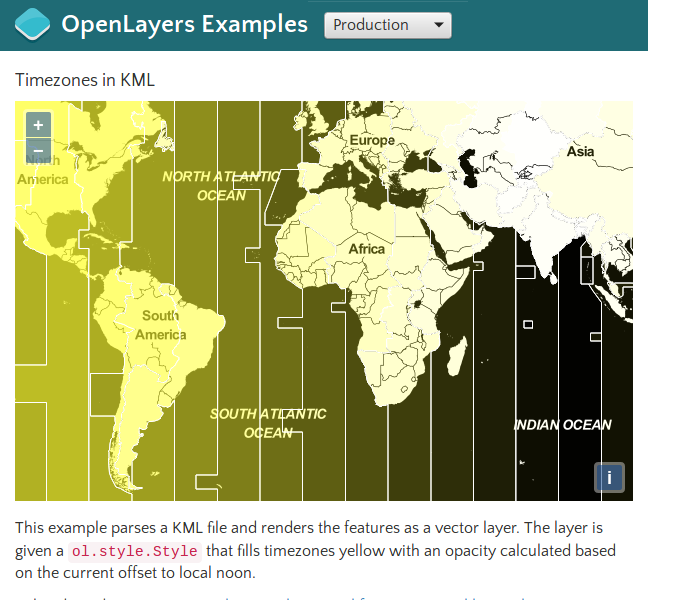 OpenLayers Examples
Production
Timezones in KML
+
−
North
America
NORTH ATLANTIC
OCEAN
Europe
Asia
Africa
South
America
SOUTH ATLANTIC
OCEAN
INDIAN OCEAN
i
This example parses a KML file and renders the features as a vector layer. The layer is
given a ol.style.Style that fills timezones yellow with an opacity calculated based
on the current offset to local noon.